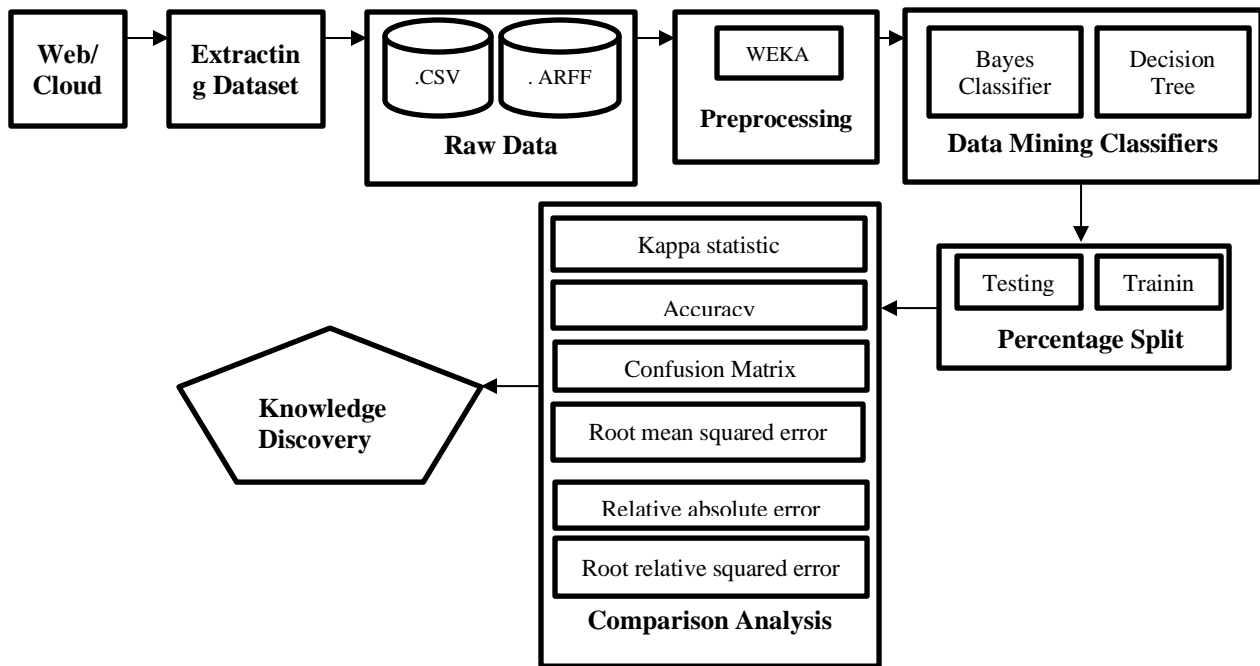 Web/
Cloud
Extractin
g Dataset
.CSV
. ARFF
Raw Data
WEKA
Preprocessing
Bayes
Classifier
Decision
Tree
Data Mining Classifiers
Testing
Trainin
Percentage Split
Kappa statistic
Accuracy
Confusion Matrix
Root mean squared error
Relative absolute error
Root relative squared error
Comparison Analysis
Knowledge
Discovery